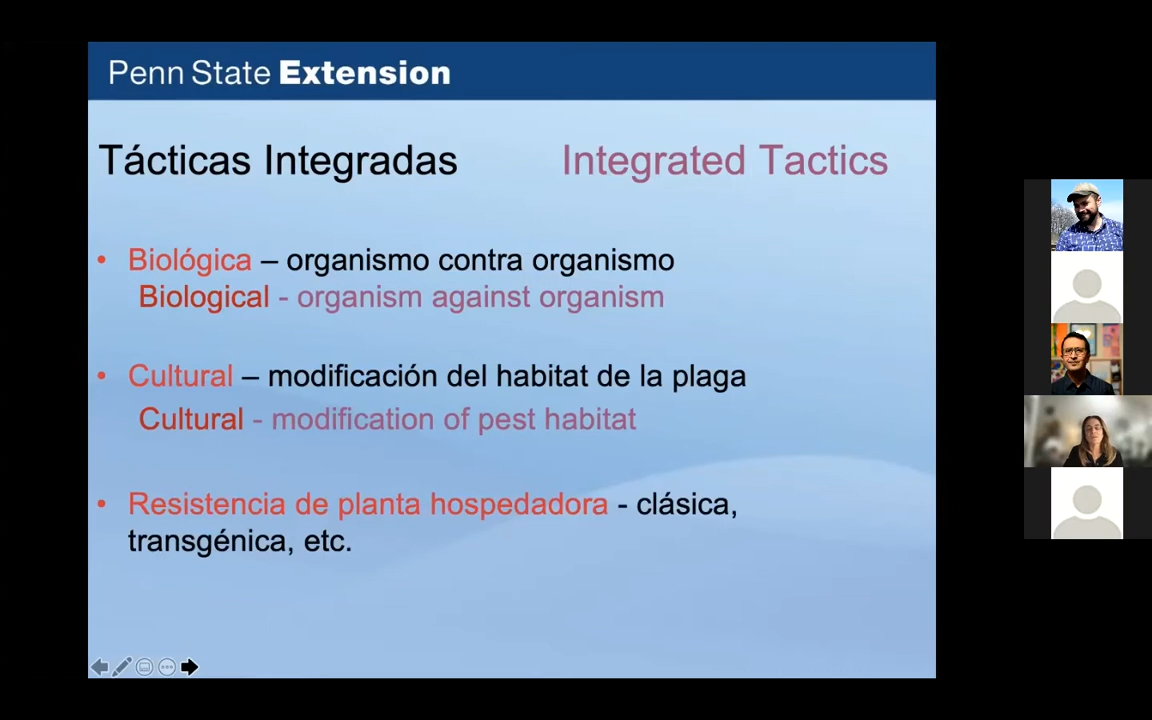 Penn State Extension
Tácticas Integradas Integrated Tactics
• Biológica – organismo contra organismo
Biological - organism against organism
• Cultural – modificación del habitat de la plaga
Cultural - modification of pest habitat
• Resistencia de planta hospedadora - clásica,
transgénica, etc.